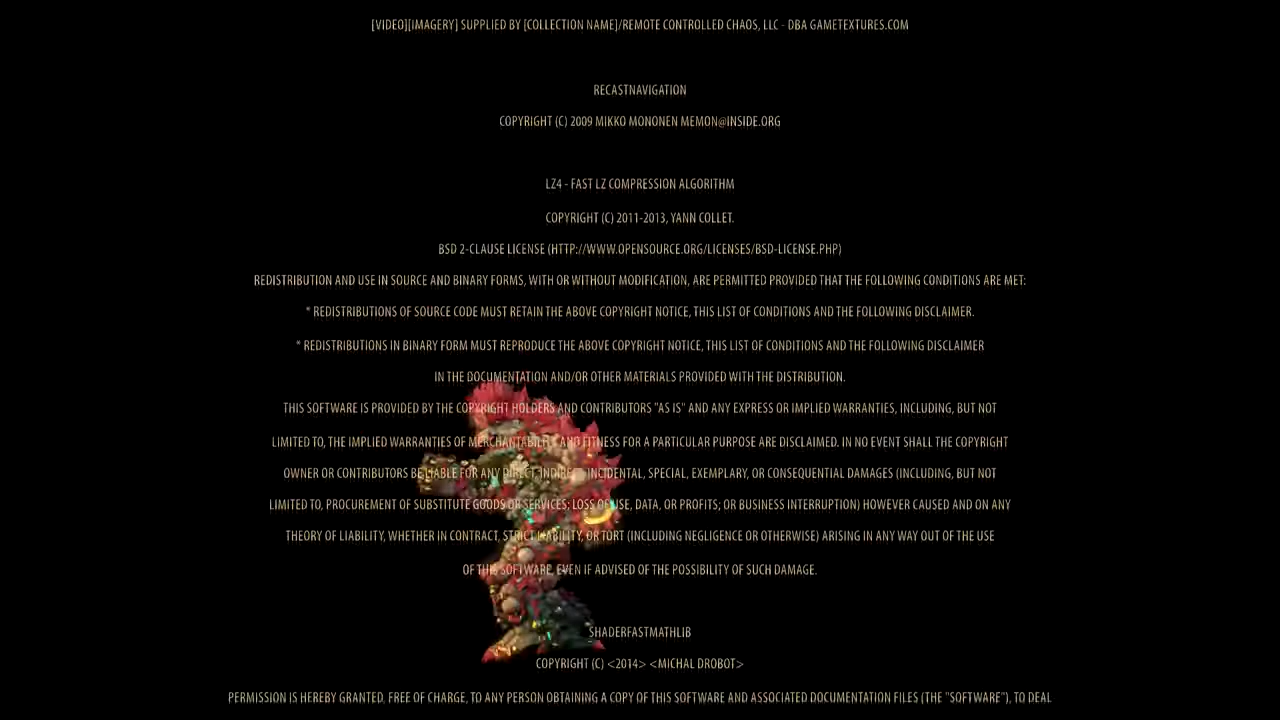 [VIDEO][IMAGERY] SUPPLIED BY [COLLECTION NAME]/REMOTE CONTROLLED CHAOS, LLC - DBA GAMETEXTURES.COM
RECASTNAVIGATION
COPYRIGHT (C) 2009 MIKKO MONONEN MEMON@INSIDE.ORG
LZ4 - FAST LZ COMPRESSION ALGORITHM
COPYRIGHT (C) 2011-2013, YANN COLLET.
BSD 2-CLAUSE LICENSE (HTTP://WWW.OPENSOURCE.ORG/LICENSES/BSD-LICENSE.PHP)
REDISTRIBUTION AND USE IN SOURCE AND BINARY FORMS, WITH OR WITHOUT MODIFICATION, ARE PERMITTED PROVIDED THAT THE FOLLOWING CONDITIONS ARE MET:
* REDISTRIBUTIONS OF SOURCE CODE MUST RETAIN THE ABOVE COPYRIGHT NOTICE, THIS LIST OF CONDITIONS AND THE FOLLOWING DISCLAIMER.
* REDISTRIBUTIONS IN BINARY FORM MUST REPRODUCE THE ABOVE COPYRIGHT NOTICE, THIS LIST OF CONDITIONS AND THE FOLLOWING DISCLAIMER
IN THE DOCUMENTATION AND/OR OTHER MATERIALS PROVIDED WITH THE DISTRIBUTION.
THIS SOFTWARE IS PROVIDED BY THE COPYRIGHT HOLDERS AND CONTRIBUTORS "AS IS" AND ANY EXPRESS OR IMPLIED WARRANTIES, INCLUDING, BUT NOT
LIMITED TO, THE IMPLIED WARRANTIES OF MERCHANTABILITY AND FITNESS FOR A PARTICULAR PURPOSE ARE DISCLAIMED. IN NO EVENT SHALL THE COPYRIGHT
OWNER OR CONTRIBUTORS BE LIABLE FOR ANY DIRECT, INDIRECT, INCIDENTAL, SPECIAL, EXEMPLARY, OR CONSEQUENTIAL DAMAGES (INCLUDING, BUT NOT
LIMITED TO, PROCUREMENT OF SUBSTITUTE GOODS OR SERVICES; LOSS OF USE, DATA, OR PROFITS; OR BUSINESS INTERRUPTION) HOWEVER CAUSED AND ON ANY
THEORY OF LIABILITY, WHETHER IN CONTRACT, STRICT LIABILITY, OR TORT (INCLUDING NEGLIGENCE OR OTHERWISE) ARISING IN ANY WAY OUT OF THE USE
OF THIS SOFTWARE, EVEN IF ADVISED OF THE POSSIBILITY OF SUCH DAMAGE.
SHADERFASTMATHLIB
COPYRIGHT (C) <2014> <MICHAL DROBOT>
PERMISSION IS HEREBY GRANTED, FREE OF CHARGE, TO ANY PERSON OBTAINING A COPY OF THIS SOFTWARE AND ASSOCIATED DOCUMENTATION FILES (THE "SOFTWARE"), TO DEAL